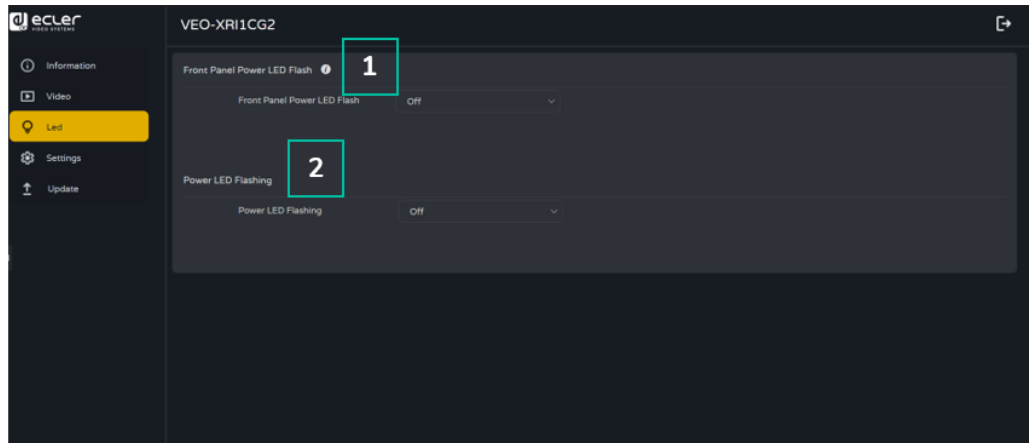 ecler
VIDEO SYSTEMS
VEO-XRI1CG2
Information
Video
Led
Settings
Update
Front Panel Power LED Flash
1
Front Panel Power LED Flash Off
2
Power LED Flashing
Power LED Flashing Off